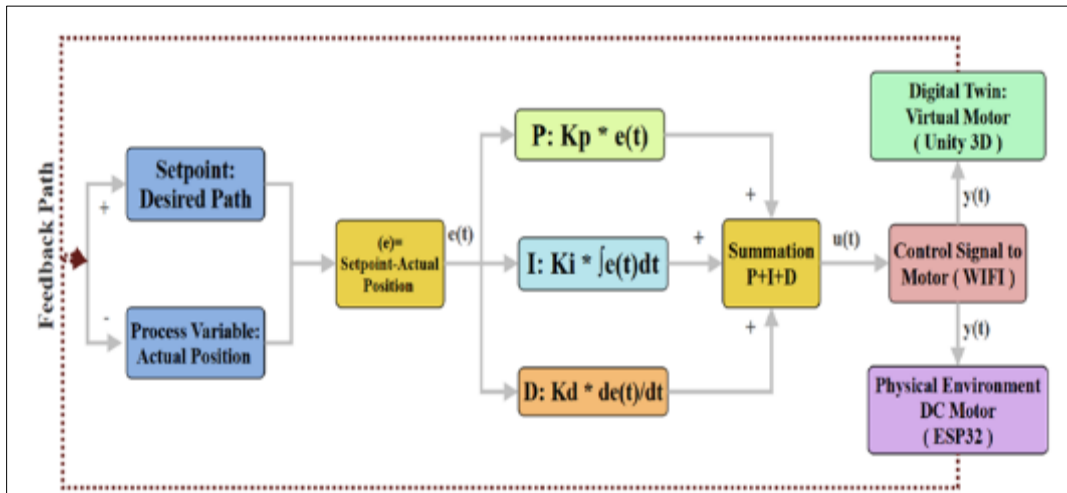 Feedback Path
+
-
Setpoint:
Desired Path
Process Variable:
Actual Position
(e)=
Setpoint-Actual
Position
e(t)
P: Kp * e(t)
I: Ki * ∫e(t)dt
D: Kd * de(t)/dt
+
+
+
Summation
P+I+D
u(t)
Control Signal to
Motor ( WIFI )
y(t)
y(t)
Digital Twin:
Virtual Motor
( Unity 3D )
Physical Environment
DC Motor
( ESP32 )